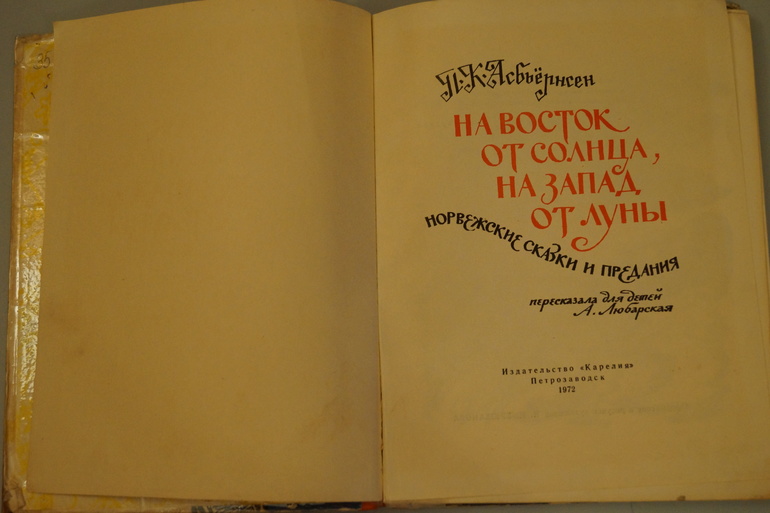 П·К·Асбьёрнсен
НА ВОСТОК
ОТ СОЛНЦА,
НА ЗАПАД
ОТ ЛУНЫ
НОРВЕЖСКИЕ СКАЗКИ И ПРЕДАНИЯ
пересказала для детей
А. Любарская
Издательство «Карелия»
Петрозаводск
1972